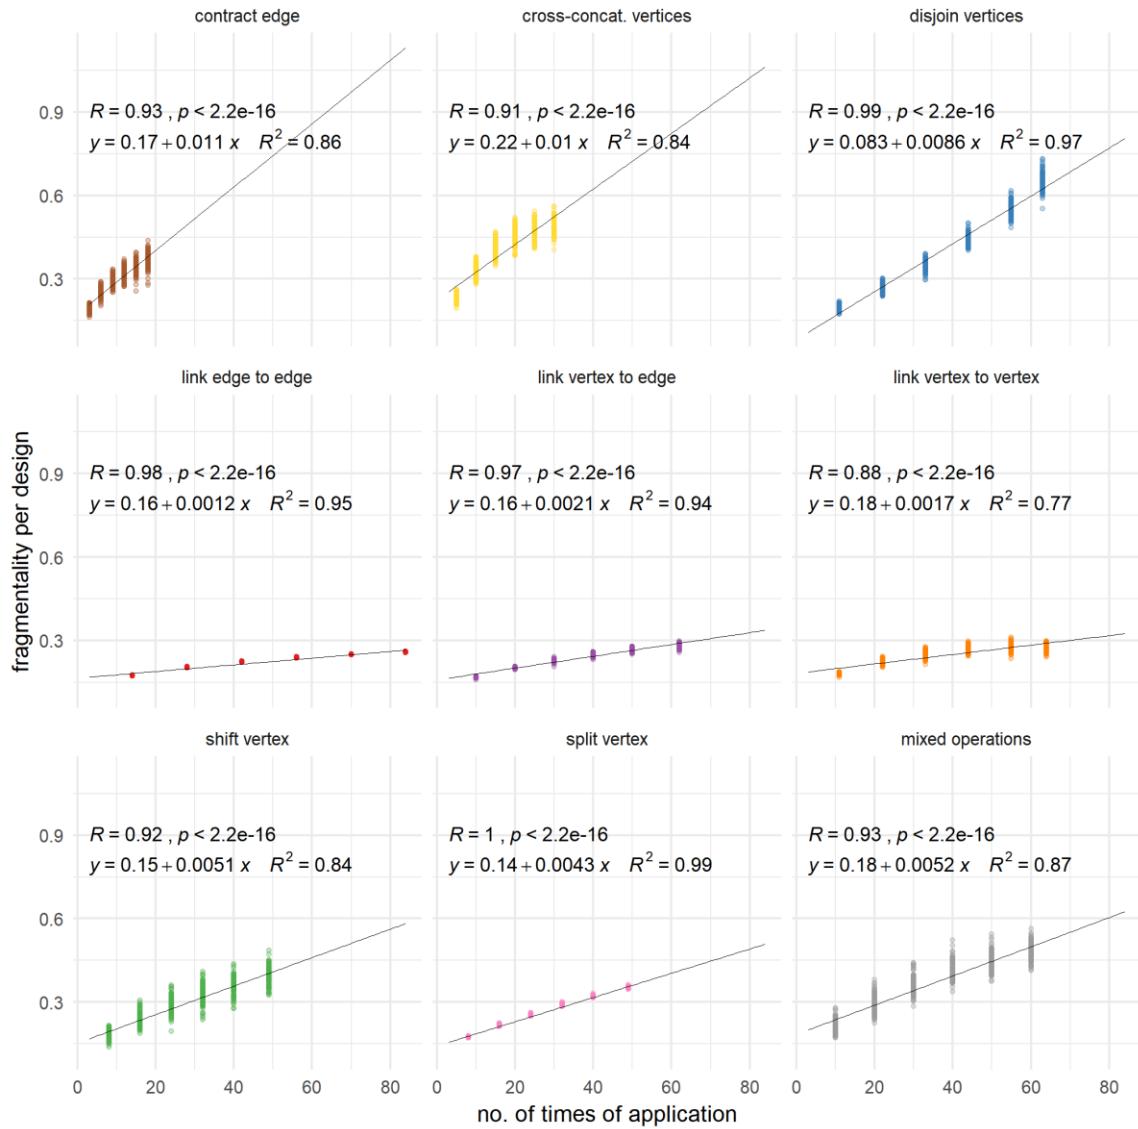 contract edge
cross-concat. vertices
disjoin vertices
0.9
0.6
0.3
R = 0.93 , p < 2.2e-16
y = 0.17 + 0.011 x R² = 0.86
R = 0.91 , p < 2.2e-16
y = 0.22 + 0.01 x R² = 0.84
R = 0.99 , p < 2.2e-16
y = 0.083 + 0.0086 x R² = 0.97
link edge to edge
link vertex to edge
link vertex to vertex
fragmentality per design
0.9
0.6
0.3
R = 0.98 , p < 2.2e-16
y = 0.16 + 0.0012 x R² = 0.95
R = 0.97 , p < 2.2e-16
y = 0.16 + 0.0021 x R² = 0.94
R = 0.88 , p < 2.2e-16
y = 0.18 + 0.0017 x R² = 0.77
shift vertex
split vertex
mixed operations
0.9
0.6
0.3
R = 0.92 , p < 2.2e-16
y = 0.15 + 0.0051 x R² = 0.84
R = 1 , p < 2.2e-16
y = 0.14 + 0.0043 x R² = 0.99
R = 0.93 , p < 2.2e-16
y = 0.18 + 0.0052 x R² = 0.87
0 20 40 60 80
0 20 40 60 80
0 20 40 60 80
no. of times of application